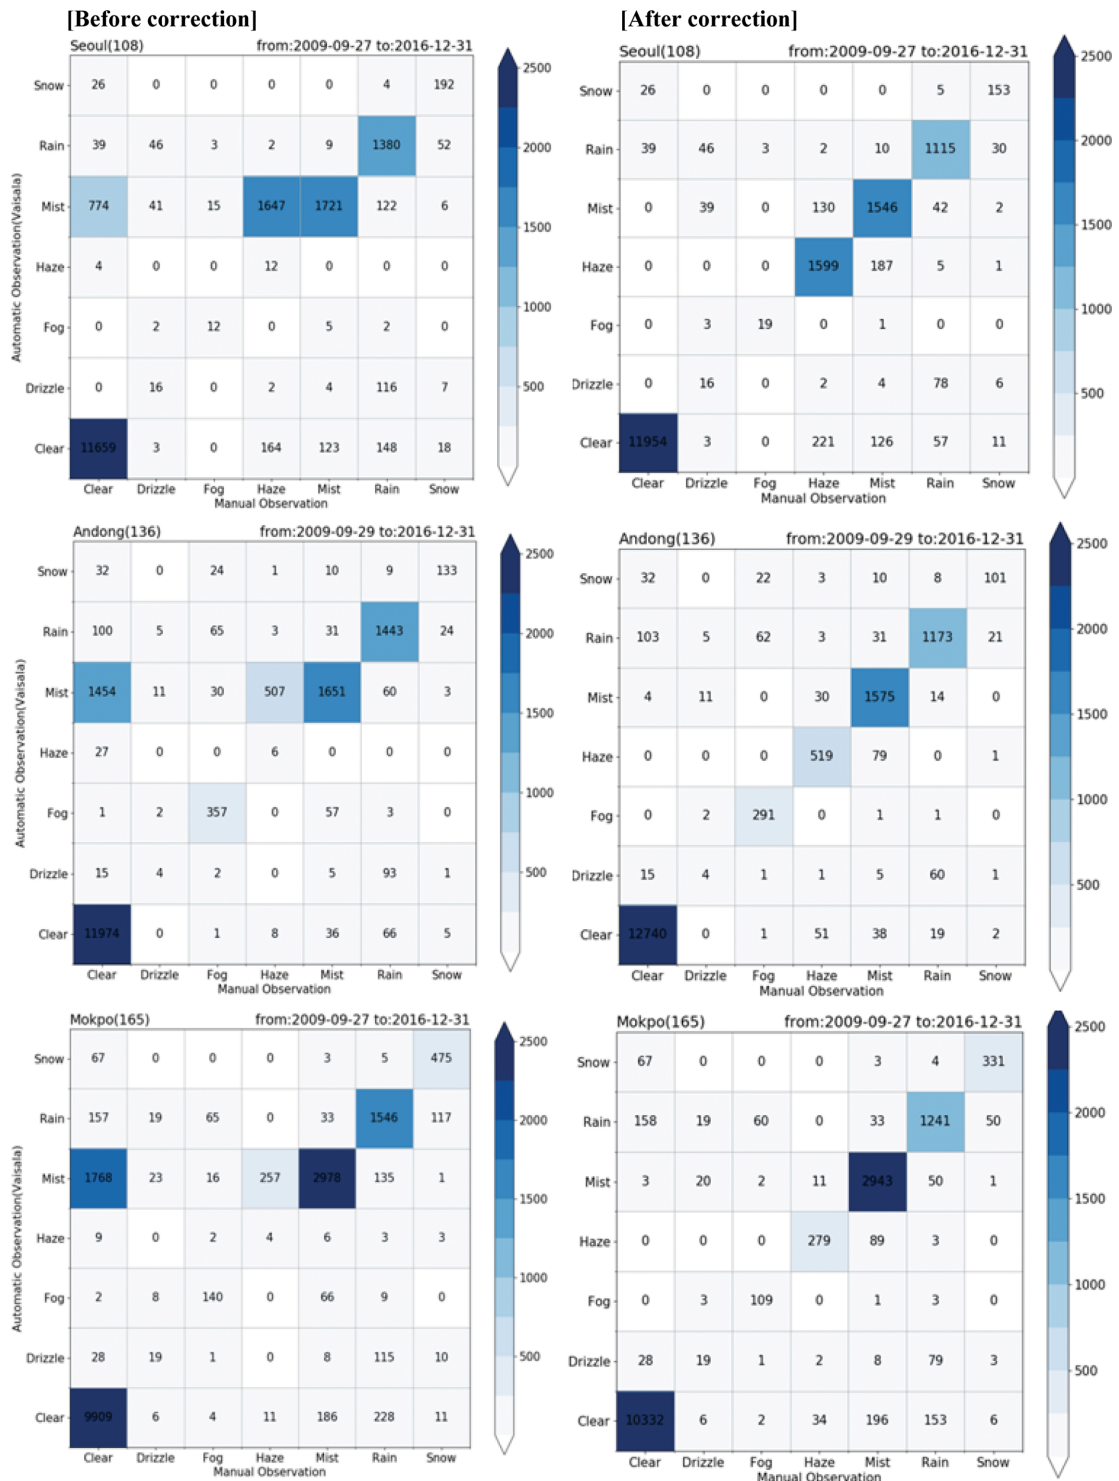 [Before correction]
[After correction]
Seoul(108) from:2009-09-27 to:2016-12-31
Automatic Observation(Vaisala)
Snow 26 0 0 0 0 4 192
Rain 39 46 3 2 9 1380 52
Mist 774 41 15 1647 1721 122 6
Haze 4 0 0 12 0 0 0
Fog 0 2 12 0 5 2 0
Drizzle 0 16 0 2 4 116 7
Clear 11659 3 0 164 123 148 18
Clear Drizzle Fog Haze Mist Rain Snow
Manual Observation
2500
2000
1500
1000
500
Seoul(108) from:2009-09-27 to:2016-12-31
Snow 26 0 0 0 0 5 153
Rain 39 46 3 2 10 1115 30
Mist 0 39 0 130 1546 42 2
Haze 0 0 0 1599 187 5 1
Fog 0 3 19 0 1 0 0
Drizzle 0 16 0 2 4 78 6
Clear 11954 3 0 221 126 57 11
Clear Drizzle Fog Haze Mist Rain Snow
Manual Observation
2500
2000
1500
1000
500
Andong(136) from:2009-09-29 to:2016-12-31
Automatic Observation(Vaisala)
Snow 32 0 24 1 10 9 133
Rain 100 5 65 3 31 1443 24
Mist 1454 11 30 507 1651 60 3
Haze 27 0 0 6 0 0 0
Fog 1 2 357 0 57 3 0
Drizzle 15 4 2 0 5 93 1
Clear 11974 0 1 8 36 66 5
Clear Drizzle Fog Haze Mist Rain Snow
Manual Observation
2500
2000
1500
1000
500
Andong(136) from:2009-09-29 to:2016-12-31
Snow 32 0 22 3 10 8 101
Rain 103 5 62 3 31 1173 21
Mist 4 11 0 30 1575 14 0
Haze 0 0 0 519 79 0 1
Fog 0 2 291 0 1 1 0
Drizzle 15 4 1 1 5 60 1
Clear 12740 0 1 51 38 19 2
Clear Drizzle Fog Haze Mist Rain Snow
Manual Observation
2500
2000
1500
1000
500
Mokpo(165) from:2009-09-27 to:2016-12-31
Automatic Observation(Vaisala)
Snow 67 0 0 0 3 5 475
Rain 157 19 65 0 33 1546 117
Mist 1768 23 16 257 2978 135 1
Haze 9 0 2 4 6 3 3
Fog 2 8 140 0 66 9 0
Drizzle 28 19 1 0 8 115 10
Clear 9909 6 4 11 186 228 11
Clear Drizzle Fog Haze Mist Rain Snow
Manual Observation
2500
2000
1500
1000
500
Mokpo(165) from:2009-09-27 to:2016-12-31
Snow 67 0 0 0 3 4 331
Rain 158 19 60 0 33 1241 50
Mist 3 20 2 11 2943 50 1
Haze 0 0 0 279 89 3 0
Fog 0 3 109 0 1 3 0
Drizzle 28 19 1 2 8 79 3
Clear 10332 6 2 34 196 153 6
Clear Drizzle Fog Haze Mist Rain Snow
Manual Observation
2500
2000
1500
1000
500